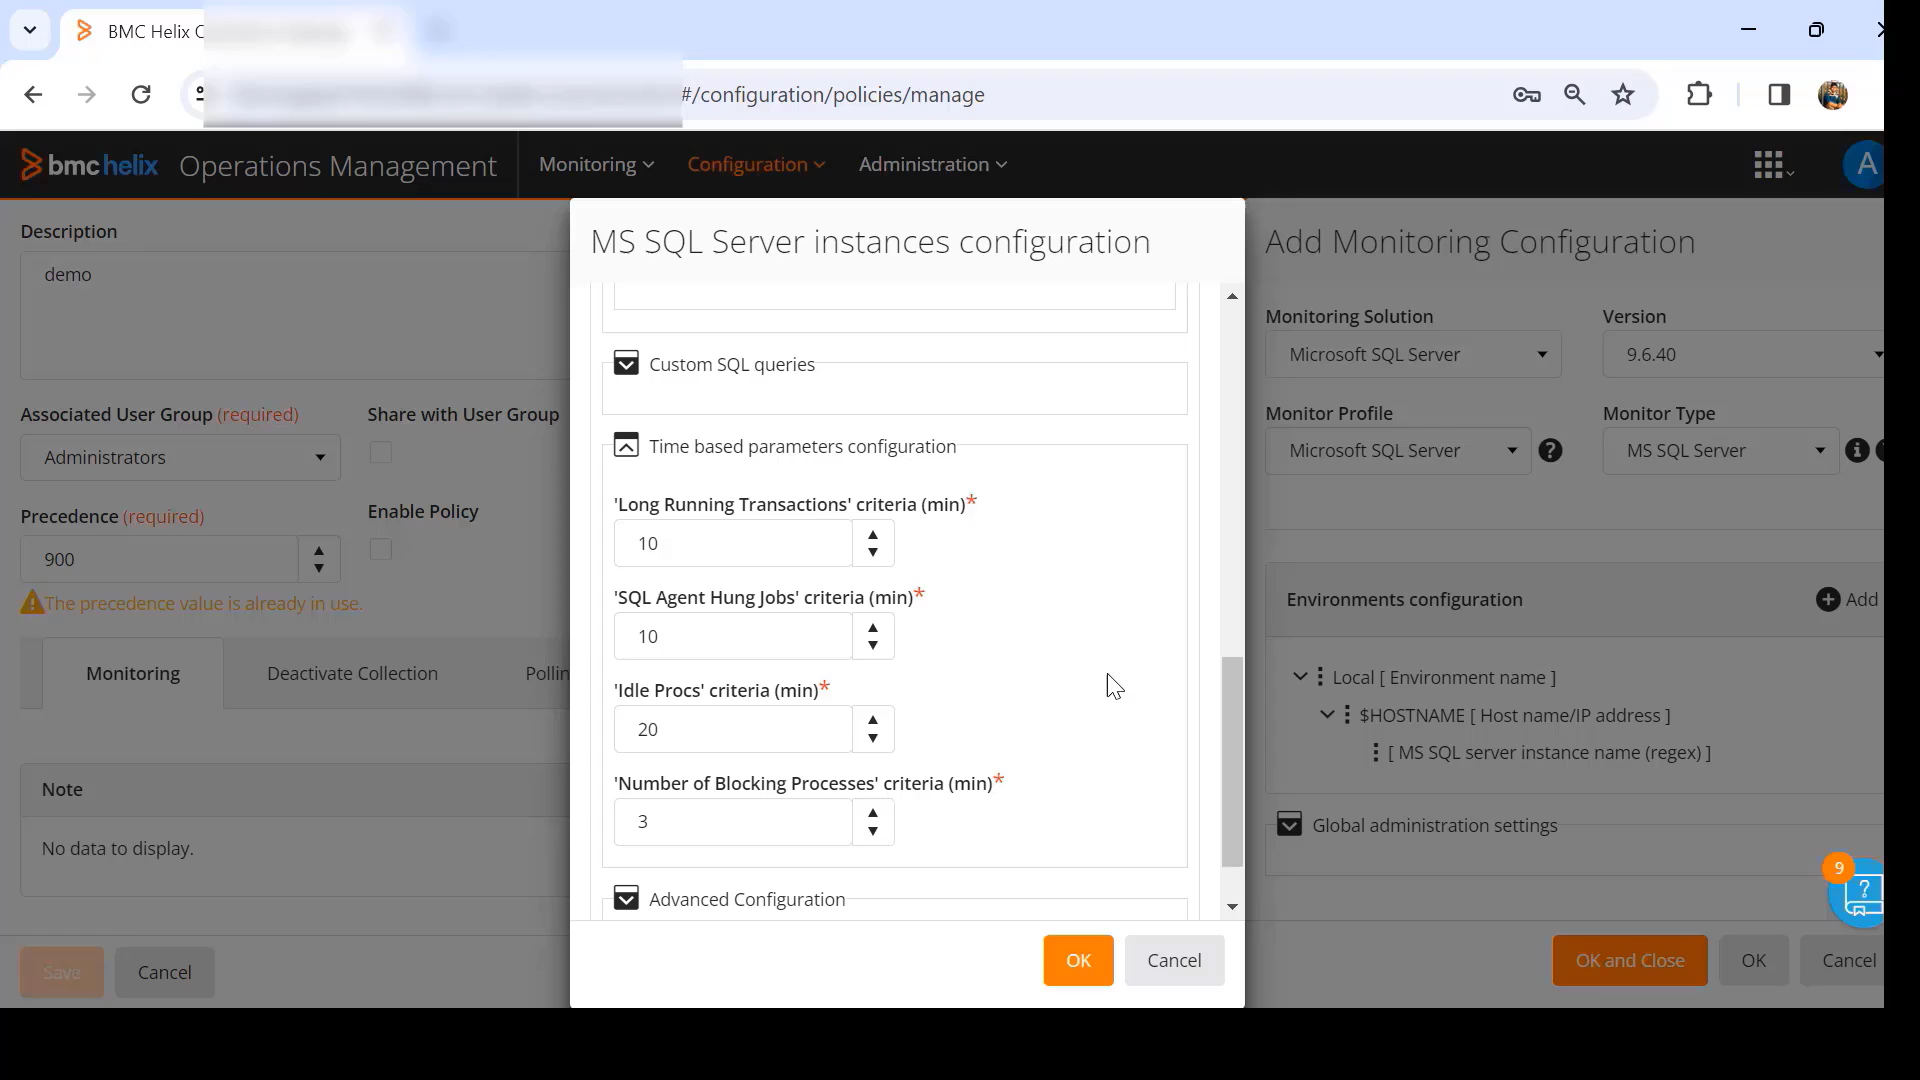 BMC Helix
#/configuration/policies/manage
bmchelix Operations Management
Monitoring
Configuration
Administration
A
Description
demo
Associated User Group (required)
Share with User Group
Administrators
Precedence (required)
Enable Policy
900
The precedence value is already in use.
Monitoring
Deactivate Collection
Pollin
Note
No data to display.
Save
Cancel
MS SQL Server instances configuration
Custom SQL queries
Time based parameters configuration
'Long Running Transactions' criteria (min)*
10
'SQL Agent Hung Jobs' criteria (min)*
10
'Idle Procs' criteria (min)*
20
'Number of Blocking Processes' criteria (min)*
3
Advanced Configuration
OK
Cancel
Add Monitoring Configuration
Monitoring Solution
Version
Microsoft SQL Server
9.6.40
Monitor Profile
Monitor Type
Microsoft SQL Server
?
MS SQL Server
i
Environments configuration
Add
Local [ Environment name ]
$HOSTNAME [ Host name/IP address ]
[ MS SQL server instance name (regex) ]
Global administration settings
9
?
OK and Close
OK
Cancel